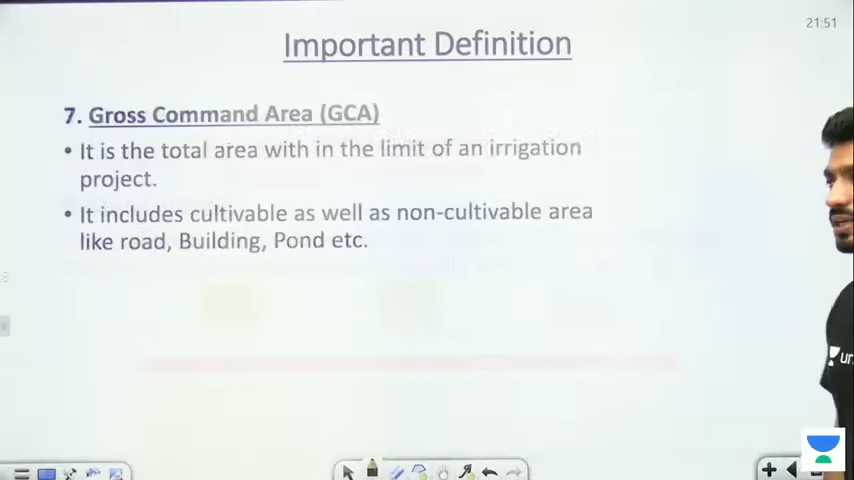 21:51
Important Definition
7. Gross Command Area (GCA)
• It is the total area with in the limit of an irrigation
project.
• It includes cultivable as well as non-cultivable area
like road, Building, Pond etc.